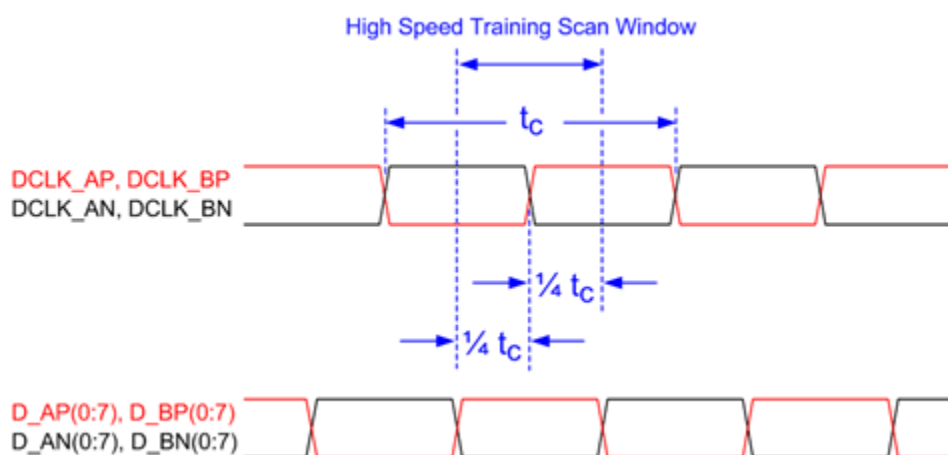 High Speed Training Scan Window
tC
DCLK_AP, DCLK_BP
DCLK_AN, DCLK_BN
¼ tC
¼ tC
D_AP(0:7), D_BP(0:7)
D_AN(0:7), D_BN(0:7)